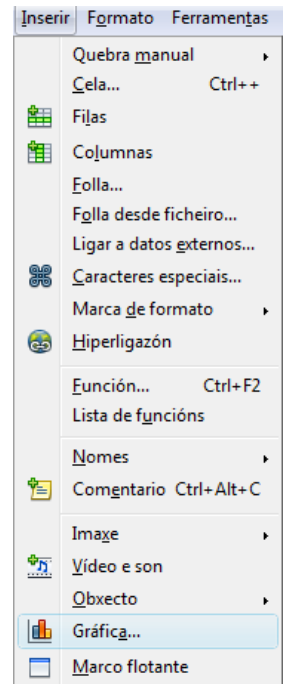 Inserir Formato Ferramentas
Quebra manual
Cela... Ctrl++
Filas
Columnas
Folla...
Folla desde ficheiro...
Ligar a datos externos...
Caracteres especiais...
Marca de formato
Hiperligazón
Función... Ctrl+F2
Lista de funcións
Nomes
Comentario Ctrl+Alt+C
Imaxe
Vídeo e son
Obxecto
Gráfica...
Marco flotante